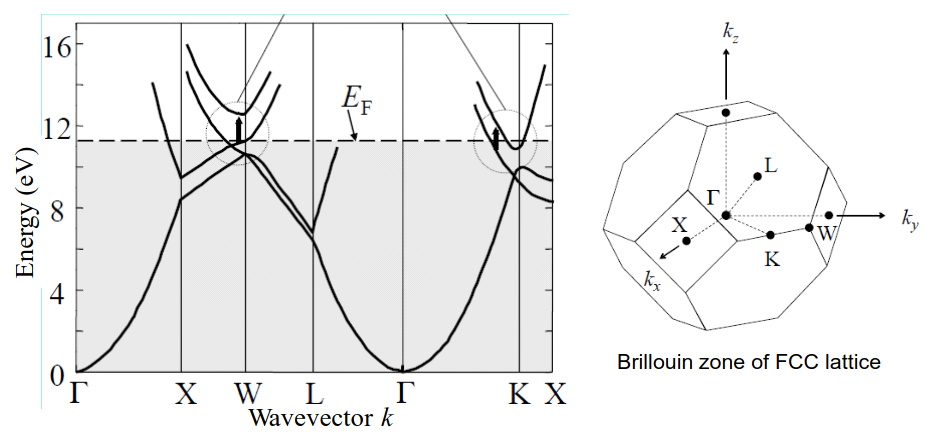 16
12
8
4
0
Energy (eV)
E_F
Γ X W L Γ K X
Wavevector k
k_z
L
Γ
X
W
K
k_y
k_x
Brillouin zone of FCC lattice